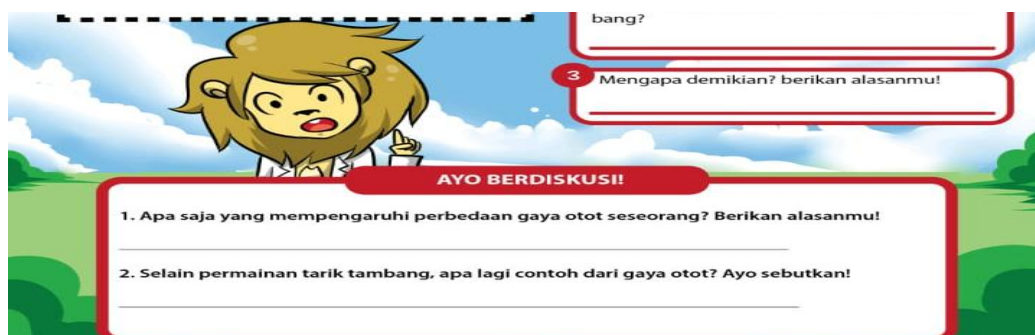 bang?
3
Mengapa demikian? berikan alasanmu!
AYO BERDISKUSI!
1. Apa saja yang mempengaruhi perbedaan gaya otot seseorang? Berikan alasanmu!
2. Selain permainan tarik tambang, apa lagi contoh dari gaya otot? Ayo sebutkan!